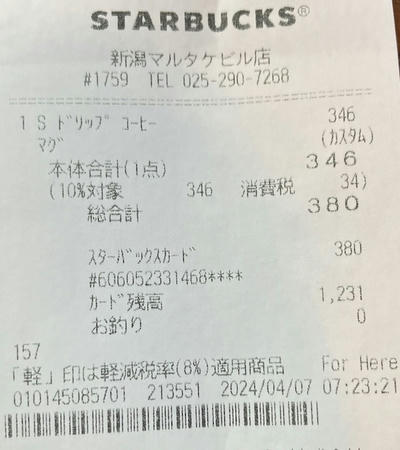 STARBUCKS®
新潟マルタケビル店
#1759 TEL 025-290-7268
1 S ドリップ コーヒー 346
マグ (カスタム)
本体合計(1点) 346
(10%対象 346 消費税 34)
総合計 380
スターバックスカード 380
#606052331468****
カード残高 1,231
お釣り 0
157
「軽」印は軽減税率(8%)適用商品 For Here
010145085701 213551 2024/04/07 07:23:21